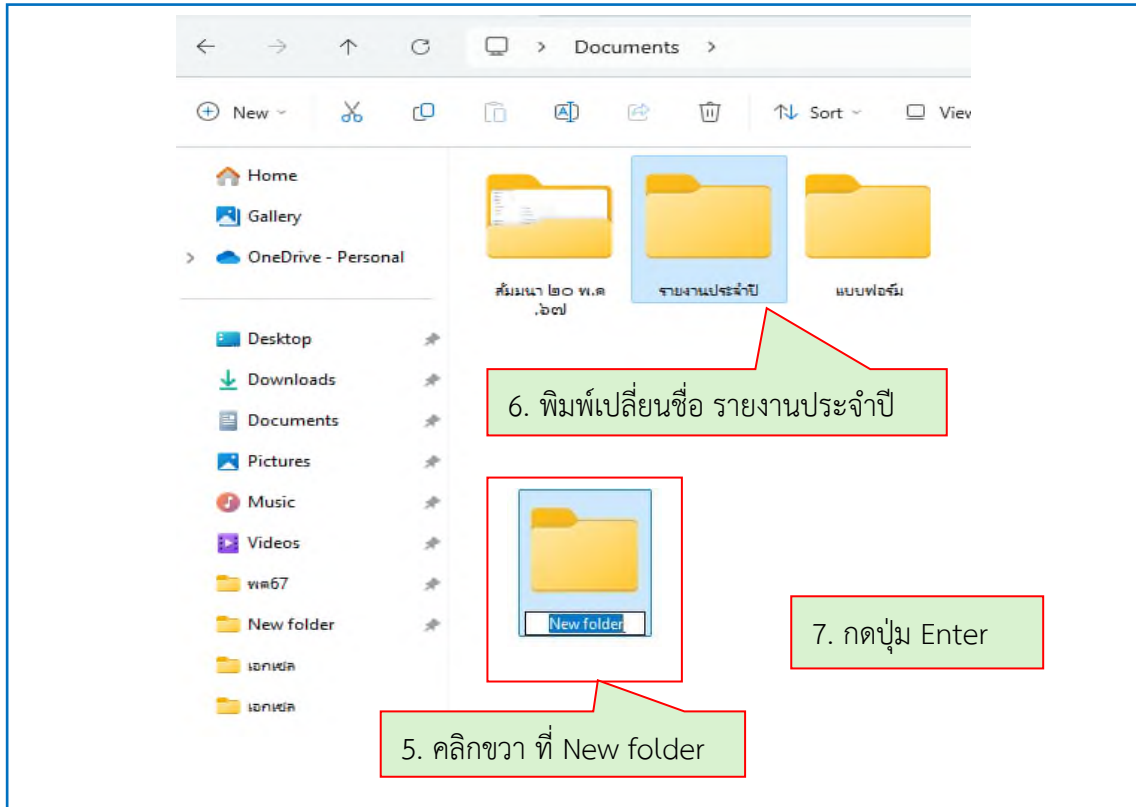 Documents
New
Sort
View
Home
Gallery
OneDrive - Personal
Desktop
Downloads
Documents
Pictures
Music
Videos
พค67
New folder
เอกเซล
เอกเซล
สัมมนา ๒๐ พ.ค
.๖๗
รายงานประจำปี
แบบฟอร์ม
6. พิมพ์เปลี่ยนชื่อ รายงานประจำปี
New folder
7. กดปุ่ม Enter
5. คลิกขวา ที่ New folder